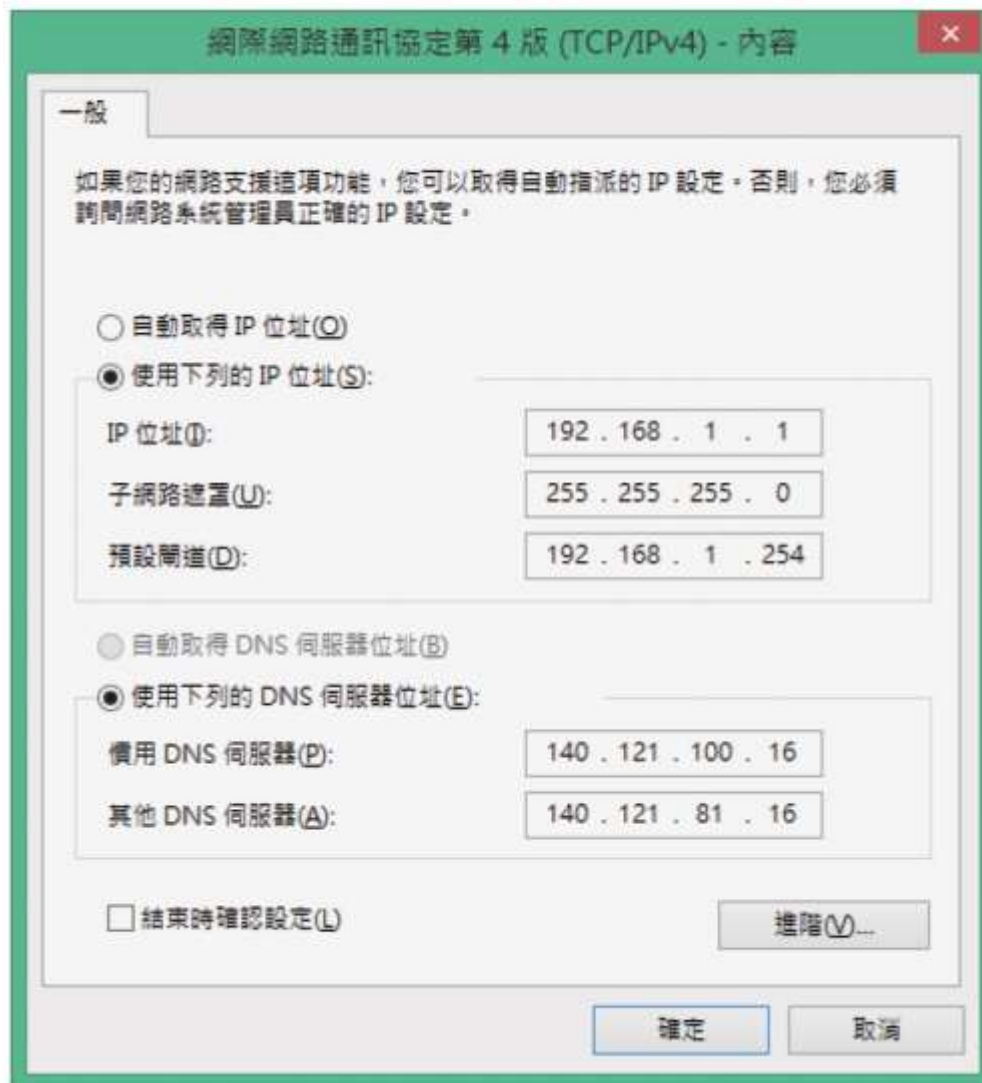 網際網路通訊協定第 4 版 (TCP/IPv4) - 內容
一般
如果您的網路支援這項功能，您可以取得自動指派的 IP 設定。否則，您必須
詢問網路系統管理員正確的 IP 設定。
自動取得 IP 位址(O)
使用下列的 IP 位址(S):
IP 位址(I): 192 . 168 . 1 . 1
子網路遮罩(U): 255 . 255 . 255 . 0
預設閘道(D): 192 . 168 . 1 . 254
自動取得 DNS 伺服器位址(B)
使用下列的 DNS 伺服器位址(E):
慣用 DNS 伺服器(P): 140 . 121 . 100 . 16
其他 DNS 伺服器(A): 140 . 121 . 81 . 16
結束時確認設定(L)
進階(V)...
確定 取消